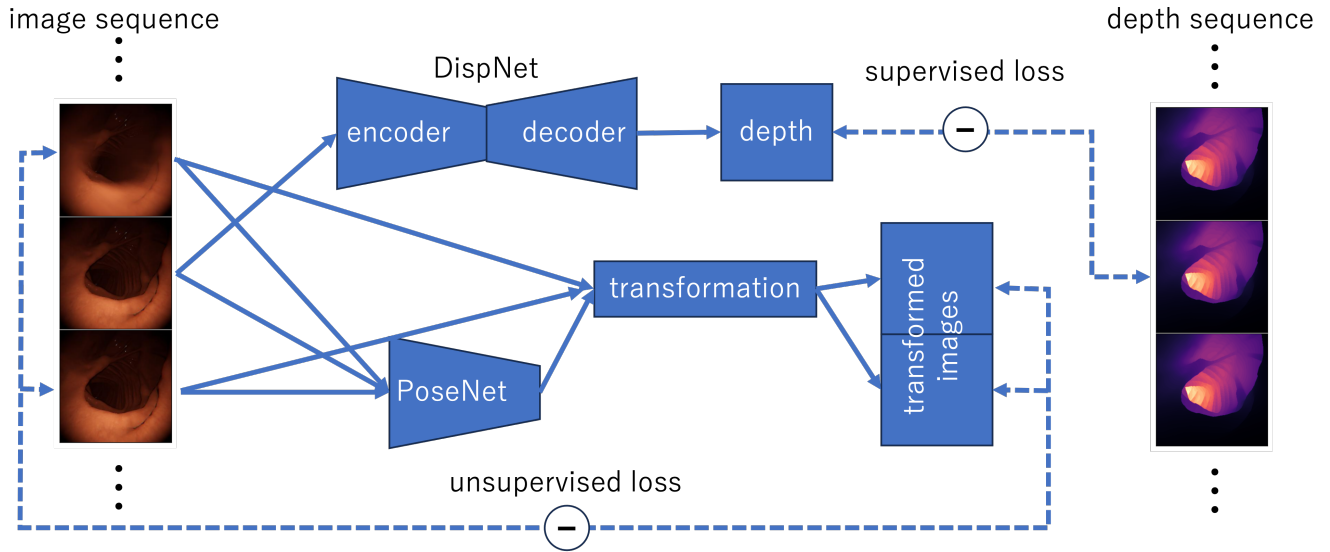 image sequence
depth sequence
DispNet
supervised loss
encoder
decoder
depth
transformation
transformed
images
PoseNet
unsupervised loss